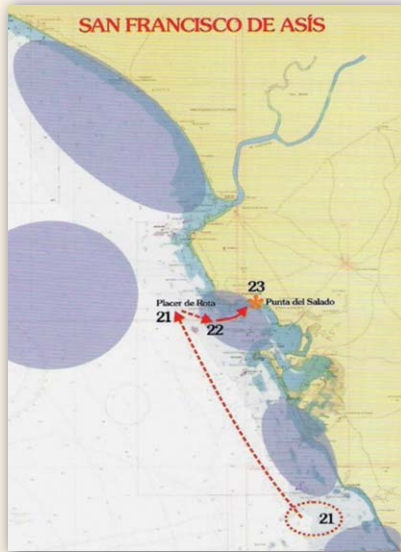 SAN FRANCISCO DE ASÍS
23
Placer de Rota
Punta del Salado
21
22
21